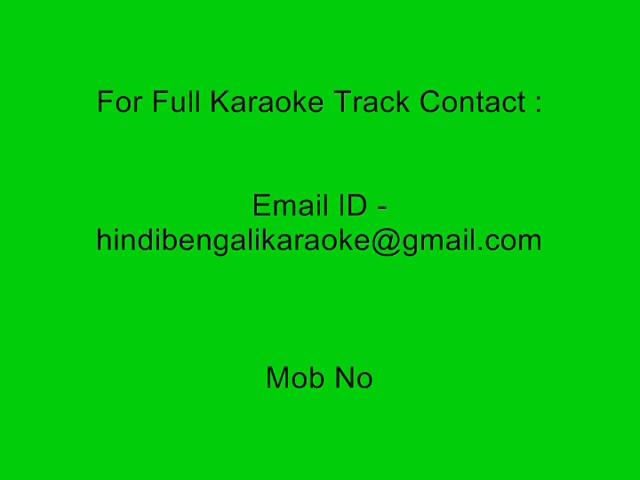 For Full Karaoke Track Contact :
Email ID -
hindibengalikaraoke@gmail.com
Mob No